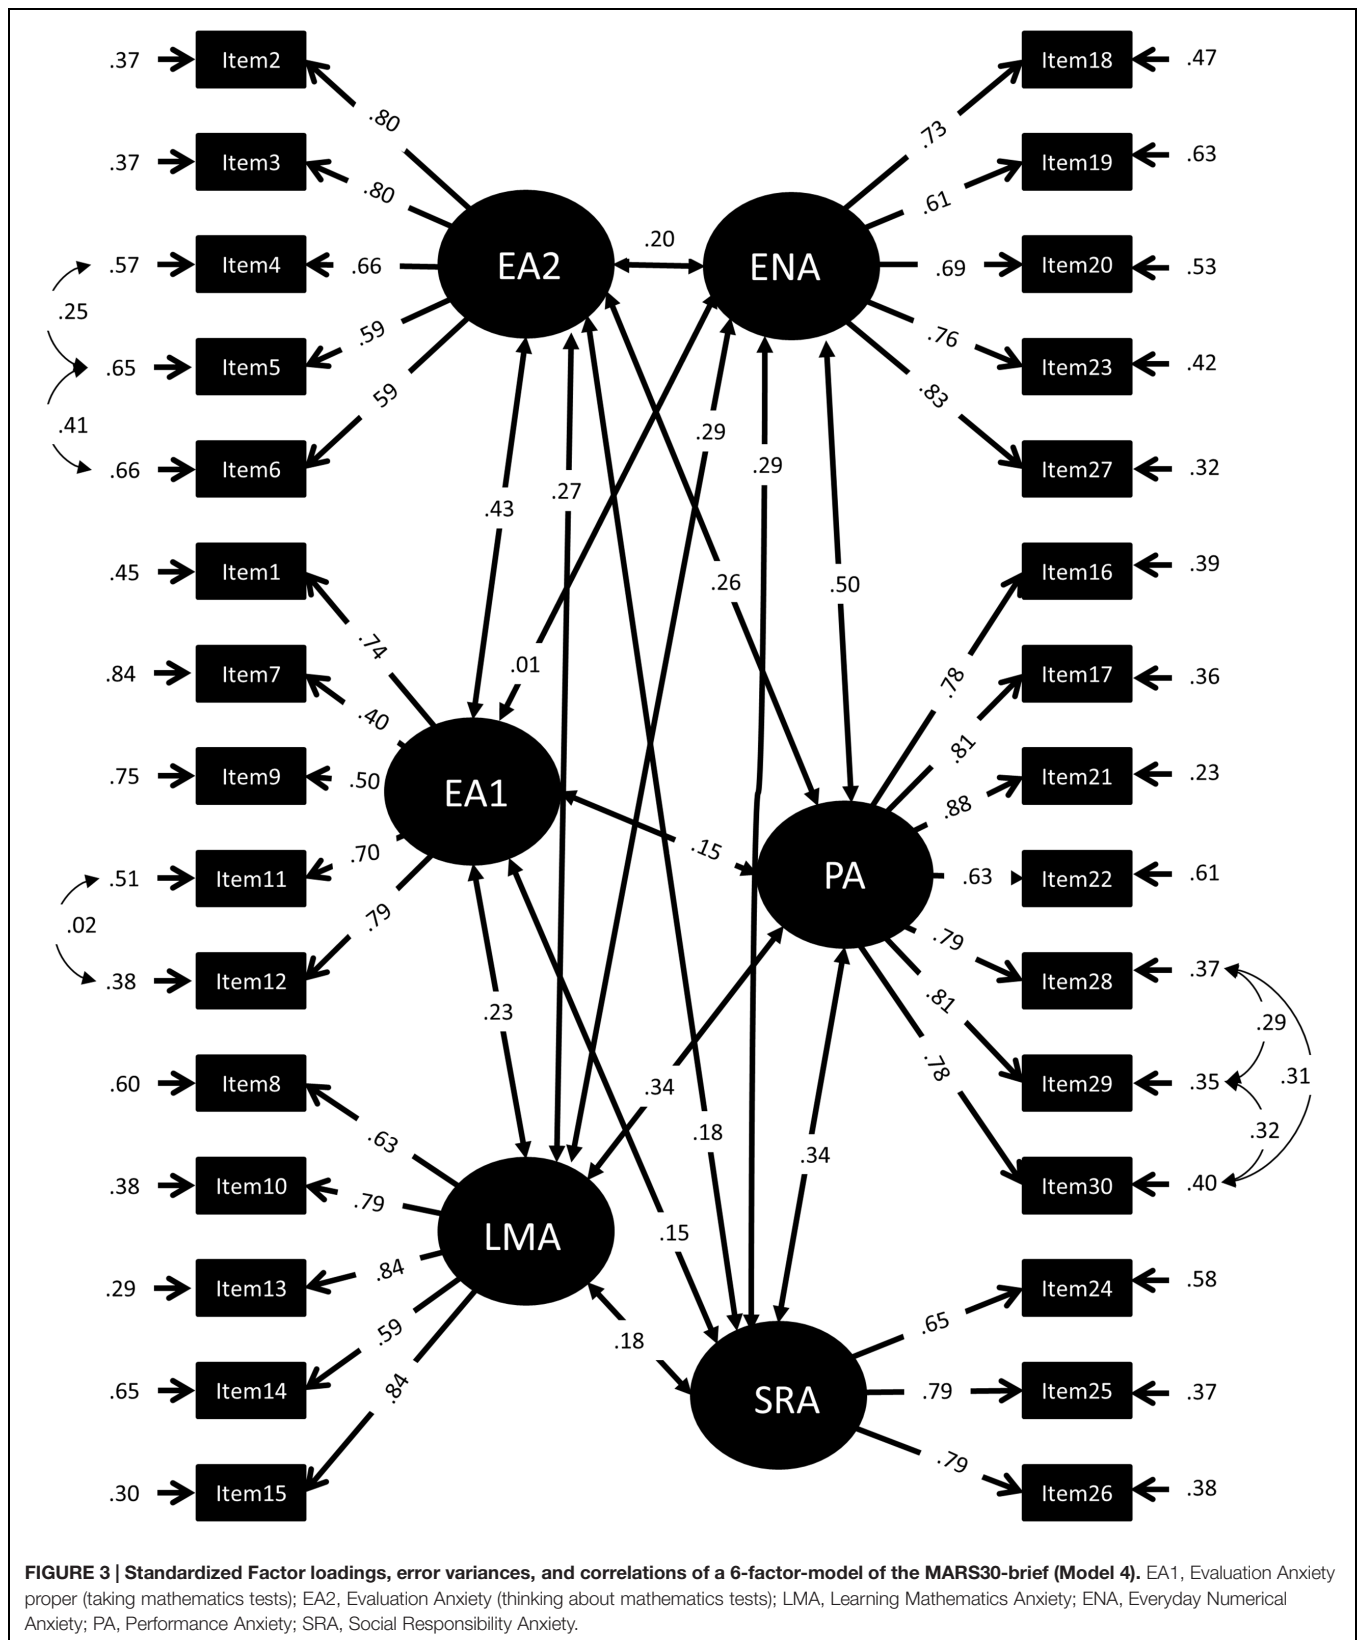 .37 Item2 .80 Item18 .47
.73
.37 Item3 .80 Item19 .63
.61
.57 Item4 .66 EA2 .20 ENA .69 Item20 .53
.25
.65 Item5 .59 .76 Item23 .42
59 .83
.41
.29
.66 Item6 .29 Item27 .32
.27
.43
.45 Item1 .26 .50 Item16 .39
.74
.01
.84 Item7 .78 Item17 .36
.40
.81
.75 Item9 .50 EA1 .88 Item21 .23
.70 .15
.51 Item11 PA .63 Item22 .61
.02 .79
.79
.38 Item12 Item28 .37
.81
.23 .29
.60 Item8 .78 Item29 .35 .31
.34
.63 .18 .32
.34
.38 Item10 .79 Item30 .40
LMA .15
.29 Item13 .84 Item24 .58
.59 .18 .65
.65 Item14 .84 SRA .79 Item25 .37
.79
.30 Item15 Item26 .38
FIGURE 3 | Standardized Factor loadings, error variances, and correlations of a 6-factor-model of the MARS30-brief (Model 4). EA1, Evaluation Anxiety
proper (taking mathematics tests); EA2, Evaluation Anxiety (thinking about mathematics tests); LMA, Learning Mathematics Anxiety; ENA, Everyday Numerical
Anxiety; PA, Performance Anxiety; SRA, Social Responsibility Anxiety.